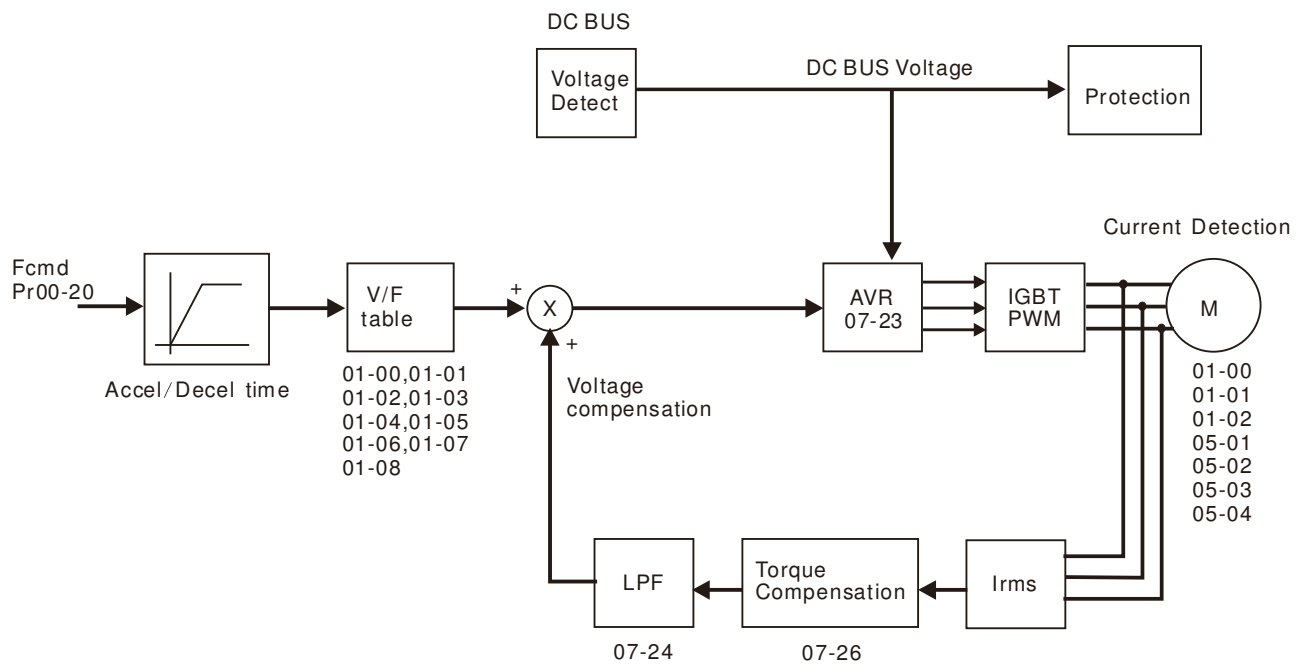 DC BUS
Voltage
Detect
DC BUS Voltage
Protection
Current Detection
Fcmd
Pr00-20
Accel/Decel time
V/F
table
01-00,01-01
01-02,01-03
01-04,01-05
01-06,01-07
01-08
+
X
+
Voltage
compensation
AVR
07-23
IGBT
PWM
M
01-00
01-01
01-02
05-01
05-02
05-03
05-04
LPF
07-24
Torque
Compensation
07-26
Irms